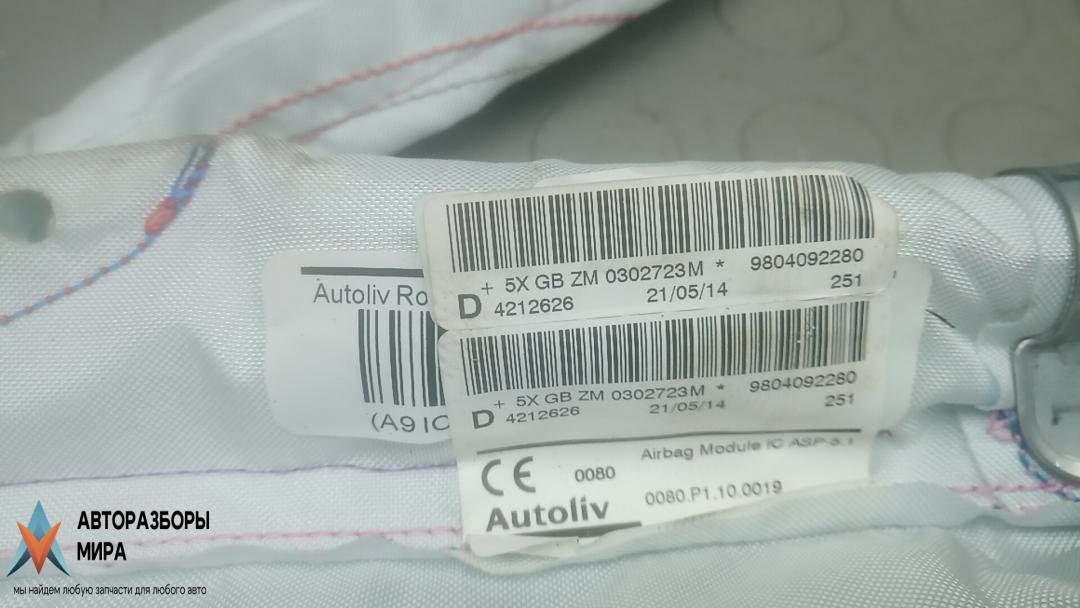 + 5X GB ZM 0302723M * 9804092280
D 4212626 21/05/14 251
Autoliv Ro
(A9 IC
+ 5X GB ZM 0302723M * 9804092280
D 4212626 21/05/14 251
Airbag Module IC ASP-3.1
CE 0080
0080.P1.10.0019
Autoliv
АВТОРАЗБОРЫ
МИРА
мы найдем любую запчасти для любого авто